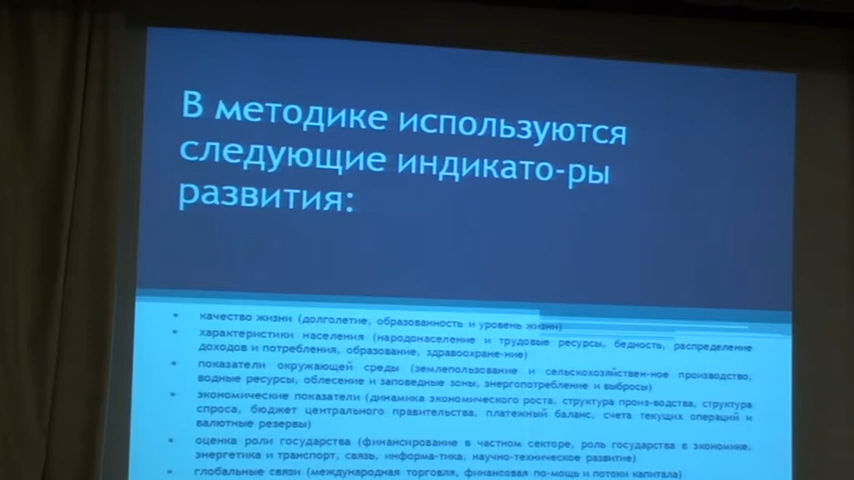 В методике используются
следующие индикато-ры
развития:
качество жизни (долголетие, образованность и уровень жизни)
характеристики населения (народонаселение и трудовые ресурсы, бедность, распределение
доходов и потребления, образование, здравоохране-ние)
показатели окружающей среды (землепользование и сельскохозяйствен-ное производство,
водные ресурсы, облесение и заповедные зоны, энергопотребление и выбросы)
экономические показатели (динамика экономического роста, структура произ-водства, структура
спроса, бюджет центрального правительства, платежный баланс, счета текущих операций и
валютные резервы)
оценка роли государства (финансирование в частном секторе, роль государства в экономике,
энергетика и транспорт, связь, информа-тика, научно-техническое развитие)
глобальные связи (международная торговля, финансовая по-мощь и потоки капитала)